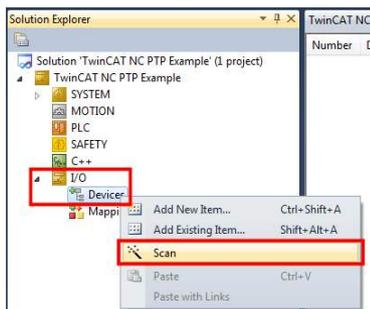 Solution Explorer
TwinCAT NC
Number
Solution 'TwinCAT NC PTP Example' (1 project)
TwinCAT NC PTP Example
SYSTEM
MOTION
PLC
SAFETY
C++
I/O
Devices
Mappi
Add New Item... Ctrl+Shift+A
Add Existing Item... Shift+Alt+A
Scan
Paste Ctrl+V
Paste with Links